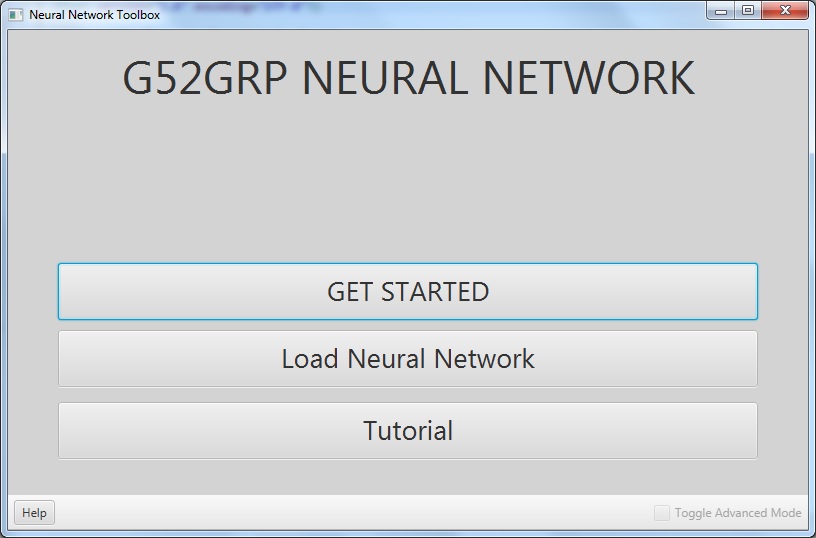 Neural Network Toolbox
G52GRP NEURAL NETWORK
GET STARTED
Load Neural Network
Tutorial
Help
Toggle Advanced Mode